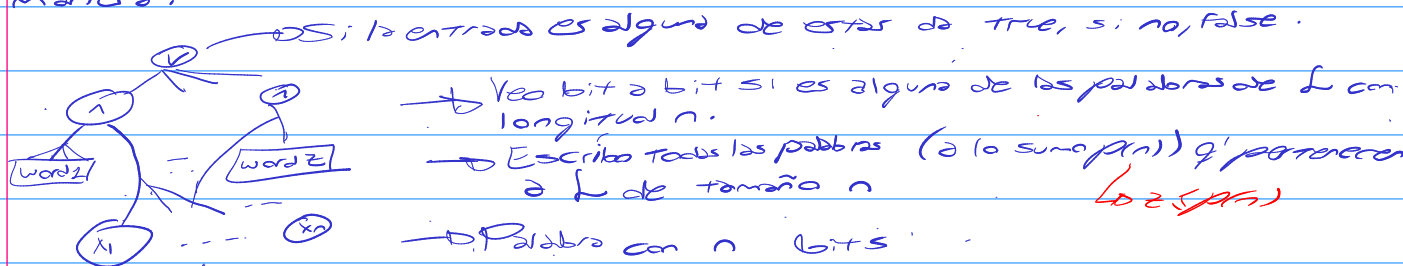 Si la entrada es alguna de estas da true, si no, false.
V
∧ ∧ Veo bit a bit si es alguna de las palabras de L con
longitud n.
word1 word z Escribo todas las palabras (a lo sumo p(n)) q' pertenecen
a L de tamaño n z ≤ p(n)
x1 xn Palabra con n bits